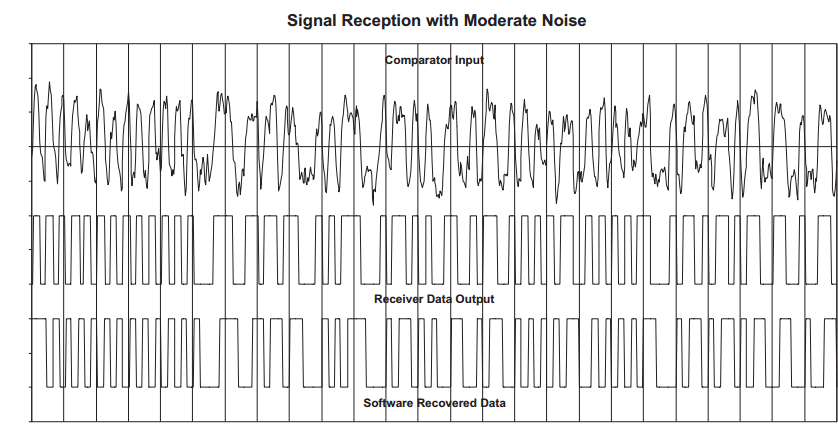 Signal Reception with Moderate Noise
Comparator Input
Receiver Data Output
Software Recovered Data